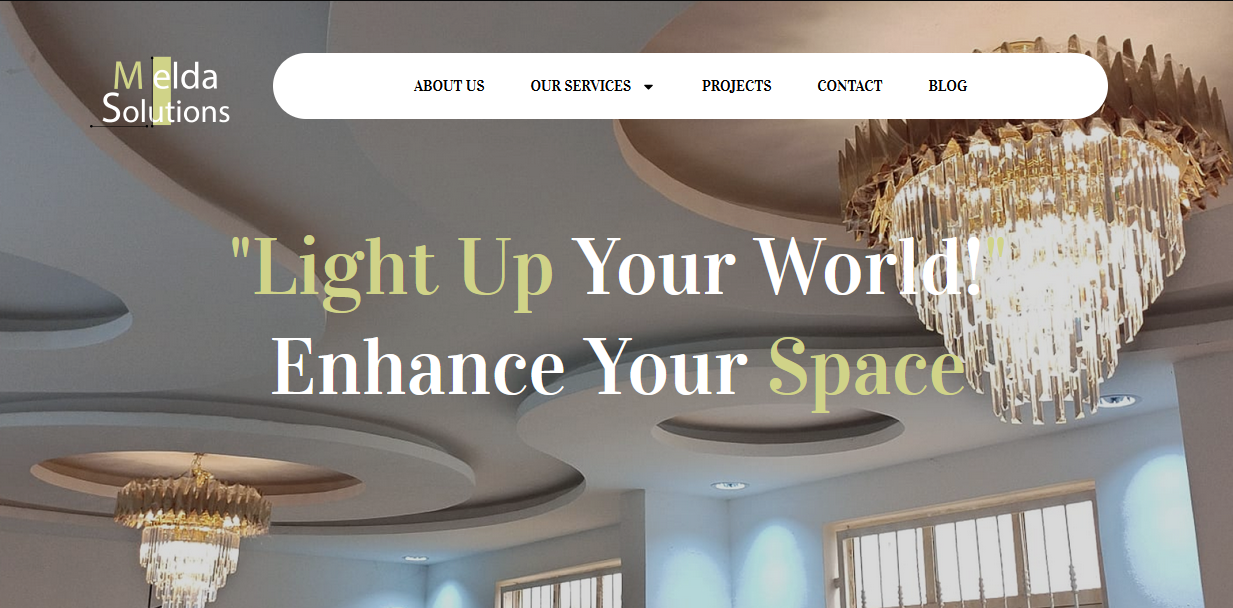 Melda
Solutions
ABOUT US OUR SERVICES PROJECTS CONTACT BLOG
"Light Up Your World!"
Enhance Your Space